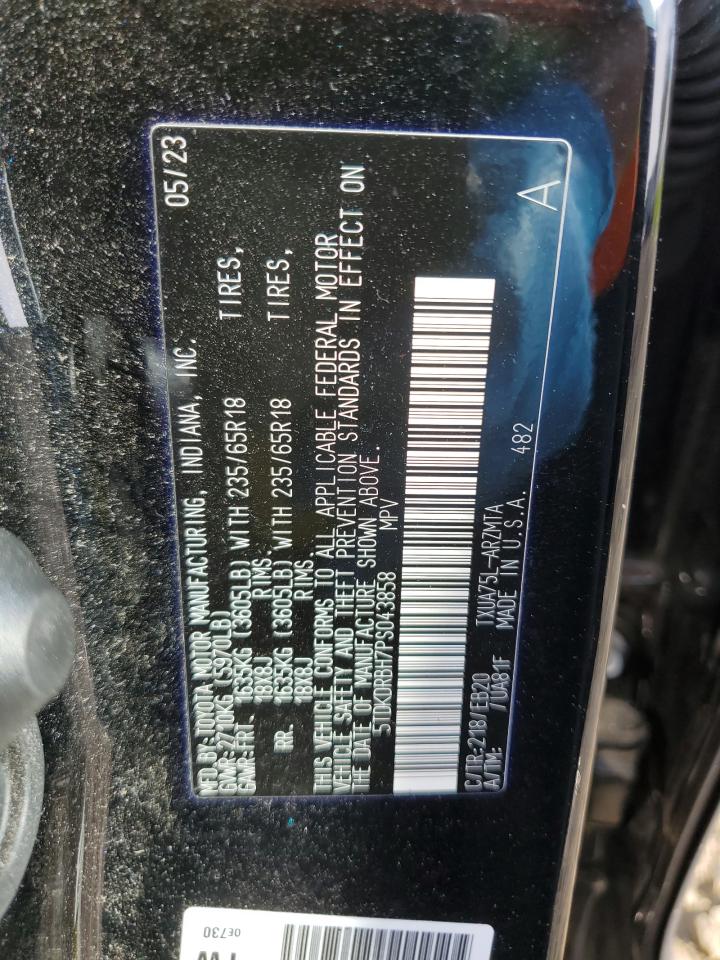 MFD.BY: TOYOTA MOTOR MANUFACTURING, INDIANA, INC. 05/23
GVWR:2710KG (5970LB)
GAWR:FRT. 1635KG (3605LB) WITH 235/65R18 TIRES,
18X8J RIMS
RR. 1635KG (3605LB) WITH 235/65R18 TIRES,
18X8J RIMS
THIS VEHICLE CONFORMS TO ALL APPLICABLE FEDERAL MOTOR
VEHICLE SAFETY AND THEFT PREVENTION STANDARDS IN EFFECT ON
THE DATE OF MANUFACTURE SHOWN ABOVE.
5TDKDRBH7PS043858 MPV
C/TR:218/EB20 TXUA75L-ARZMTA A
A/TM: /UA81F MADE IN U.S.A. 482
0E730